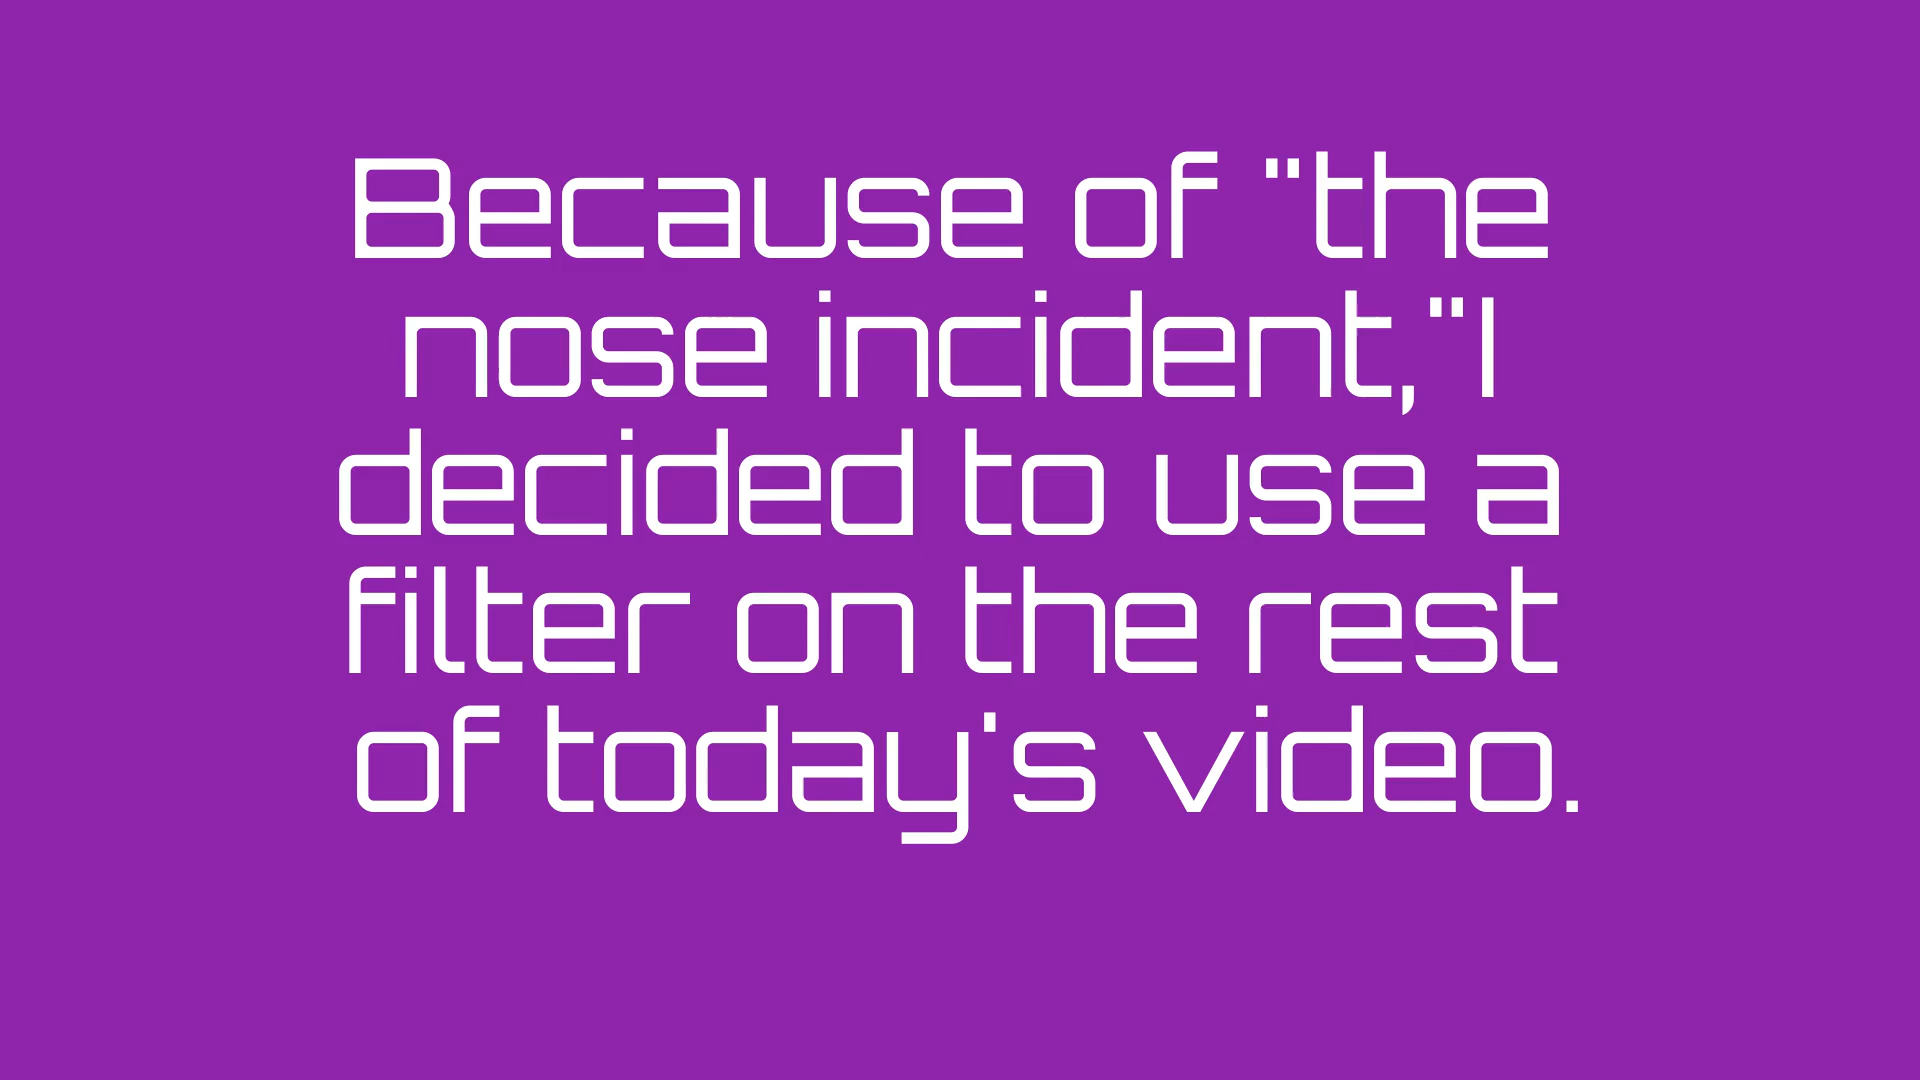 Because of "the
nose incident,"I
decided to use a
filter on the rest
of today's video.